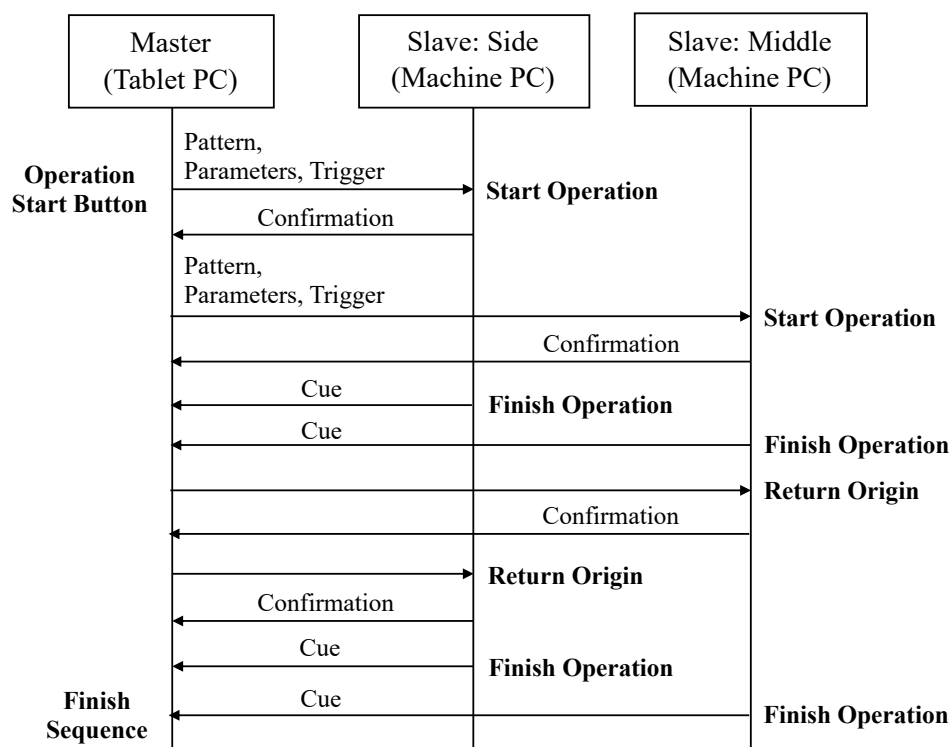 Master
(Tablet PC)
Slave: Side
(Machine PC)
Slave: Middle
(Machine PC)
Pattern,
Parameters, Trigger
Operation
Start Button
Start Operation
Confirmation
Pattern,
Parameters, Trigger
Start Operation
Confirmation
Cue
Finish Operation
Cue
Finish Operation
Return Origin
Confirmation
Return Origin
Confirmation
Cue
Finish Operation
Finish
Sequence
Cue
Finish Operation